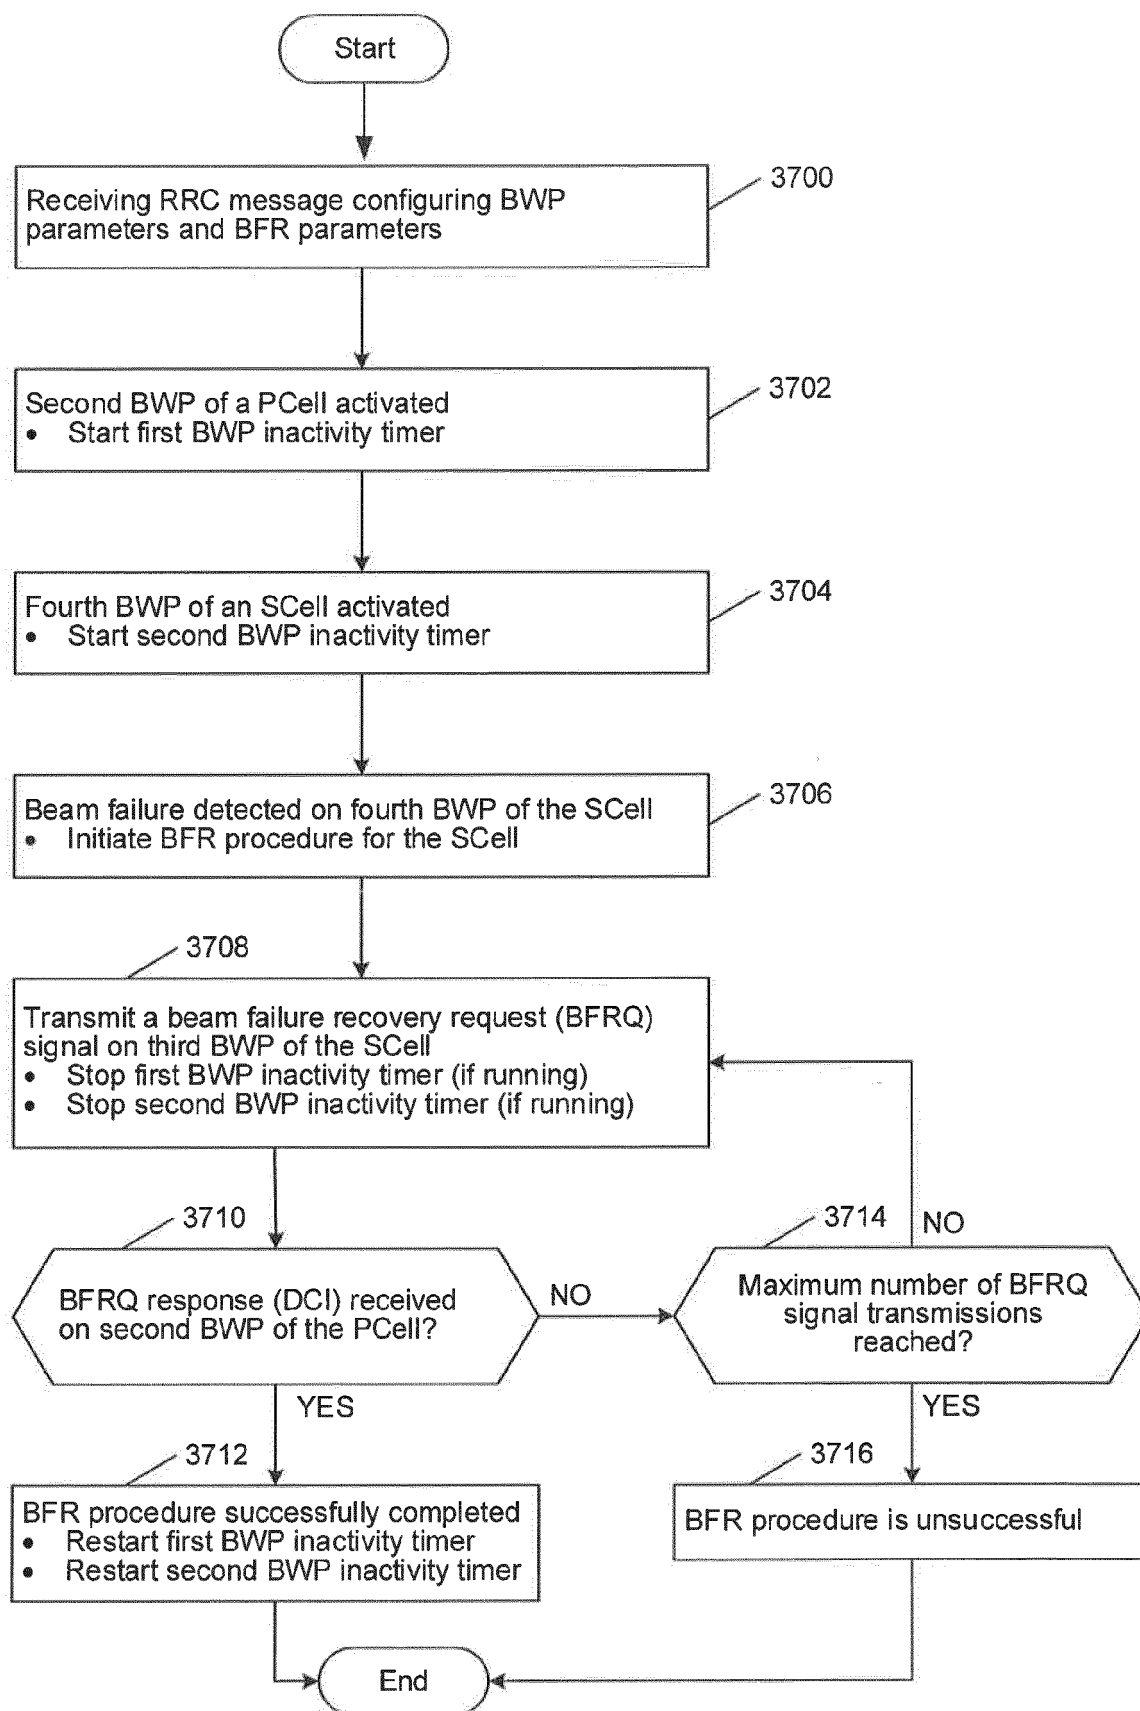 Start
3700
Receiving RRC message configuring BWP
parameters and BFR parameters
3702
Second BWP of a PCell activated
• Start first BWP inactivity timer
3704
Fourth BWP of an SCell activated
• Start second BWP inactivity timer
3706
Beam failure detected on fourth BWP of the SCell
• Initiate BFR procedure for the SCell
3708
Transmit a beam failure recovery request (BFRQ)
signal on third BWP of the SCell
• Stop first BWP inactivity timer (if running)
• Stop second BWP inactivity timer (if running)
3710
BFRQ response (DCI) received
on second BWP of the PCell?
NO
3714
NO
Maximum number of BFRQ
signal transmissions
reached?
YES
YES
3712
BFR procedure successfully completed
• Restart first BWP inactivity timer
• Restart second BWP inactivity timer
3716
BFR procedure is unsuccessful
End